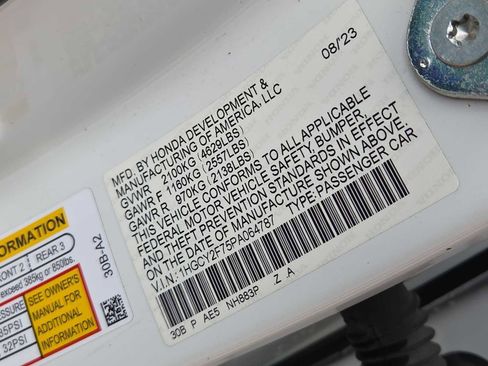 08/'23
MFD. BY HONDA DEVELOPMENT &
MANUFACTURING OF AMERICA, LLC
GVWR 2100KG (4629LBS)
GAWR F 1160KG (2557LBS)
GAWR R 970KG (2138LBS)
THIS VEHICLE CONFORMS TO ALL APPLICABLE
FEDERAL MOTOR VEHICLE SAFETY, BUMPER,
AND THEFT PREVENTION STANDARDS IN EFFECT
ON THE DATE OF MANUFACTURE SHOWN ABOVE.
V.I.N.: 1HGCY2F75PA064787 TYPE:PASSENGER CAR
30B P AE5 NH883P Z A
FORMATION
FRONT 2 REAR 3
exceed 385kg or 850lbs.
30B-A2
SEE OWNER'S
MANUAL FOR
ADDITIONAL
INFORMATION
32PSI